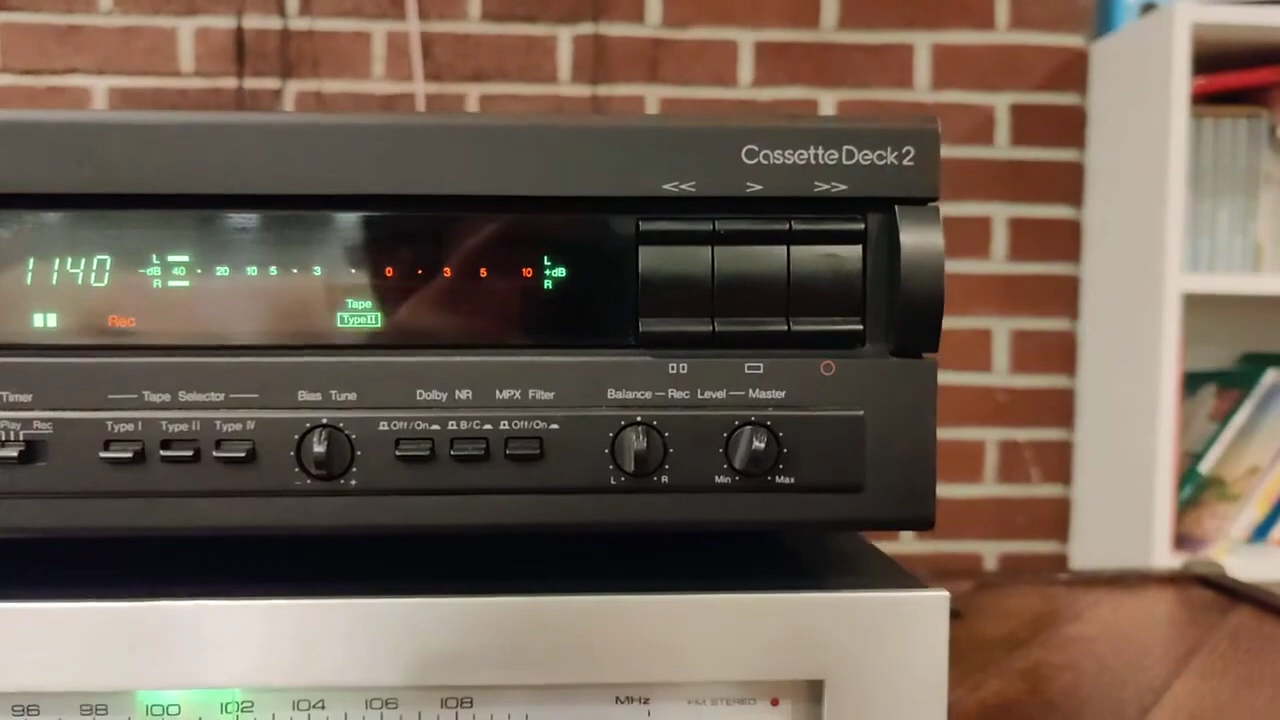 Cassette Deck 2
<< > >>
1140 L
-dB 40 · 20 10 5 · 3 · 0 · 3 5 10 +dB
R L
R
Rec
Tape
Type II
Timer Tape Selector Bias Tune Dolby NR MPX Filter Balance — Rec Level — Master
Play Rec Type I Type II Type IV Off/On B/C Off/On
- + L R Min Max
96 98 100 102 104 106 108 MHz FM STEREO